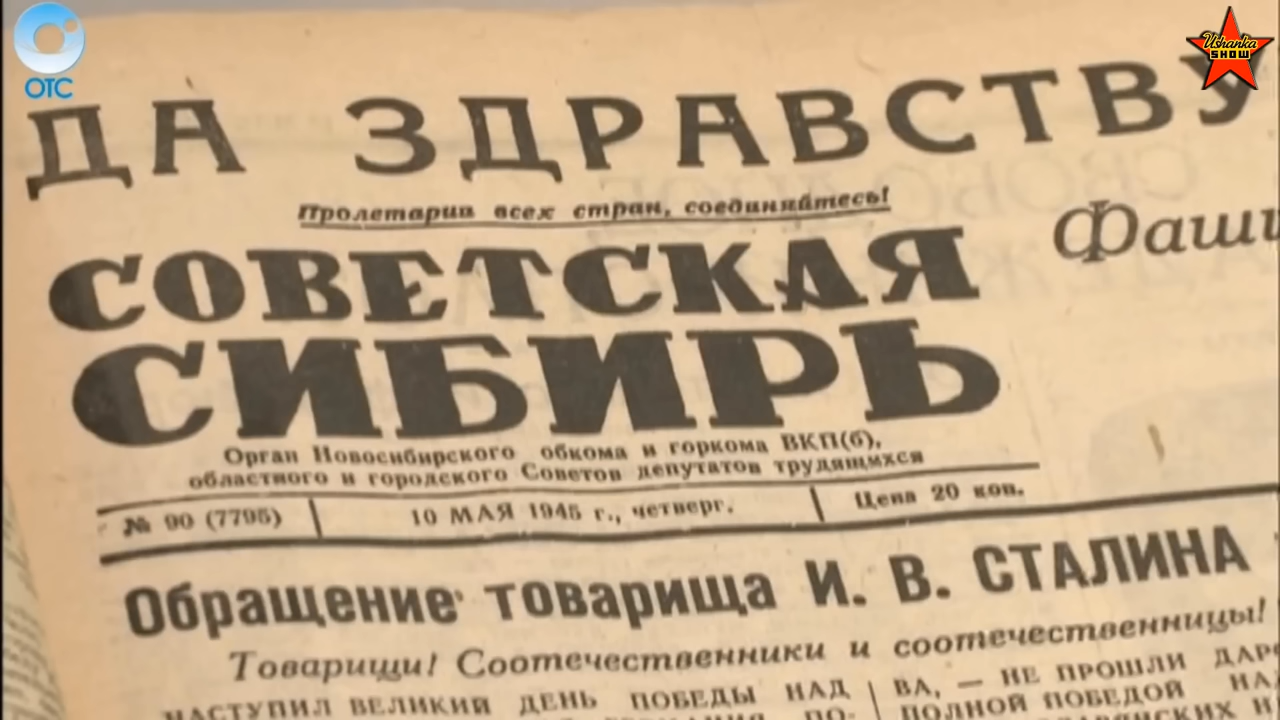 ОТС
Ushanka
SHOW
ДА ЗДРАВСТВУ
Пролетарии всех стран, соединяйтесь!
СОВЕТСКАЯ
СИБИРЬ
Фаши
Орган Новосибирского обкома и горкома ВКП(б),
областного и городского Советов депутатов трудящихся
№ 90 (7795)
10 МАЯ 1945 г., четверг.
Цена 20 коп.
Обращение товарища И. В. СТАЛИНА
Товарищи! Соотечественники и соотечественницы!
НАСТУПИЛ ВЕЛИКИЙ ДЕНЬ ПОБЕДЫ НАД
ВА, — НЕ ПРОШЛИ ДАРО
ПОЛНОЙ ПОБЕДОЙ НАД